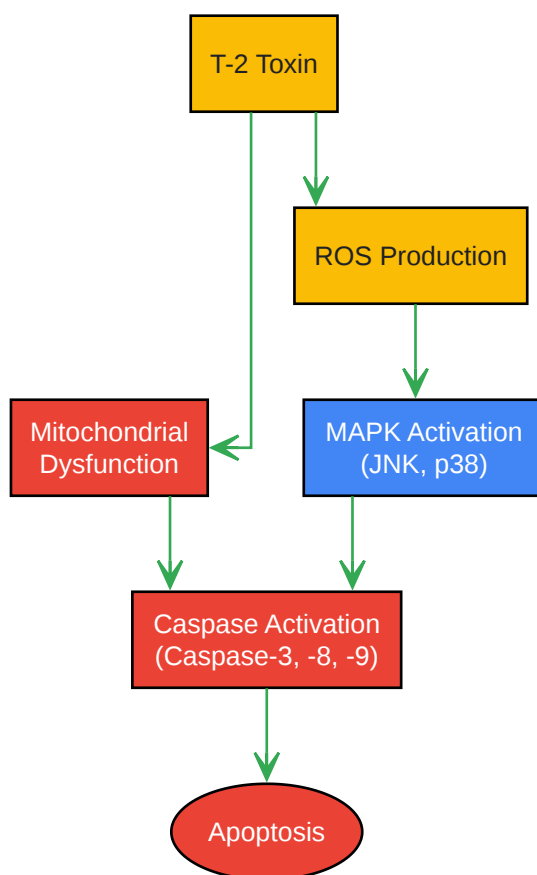 T-2 Toxin
ROS Production
Mitochondrial
Dysfunction
MAPK Activation
(JNK, p38)
Caspase Activation
(Caspase-3, -8, -9)
Apoptosis